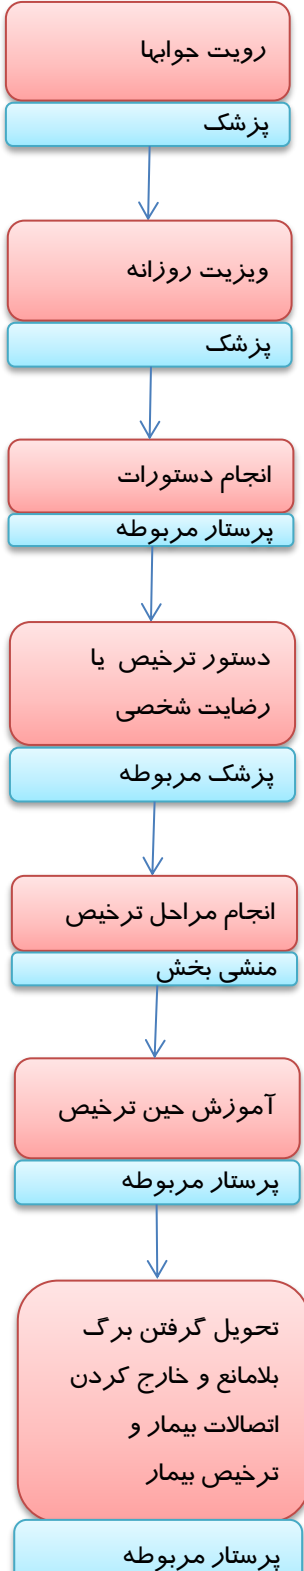 رویت جوابها
پزشک
ویزیت روزانه
پزشک
انجام دستورات
پرستار مربوطه
دستور ترخیص یا
رضایت شخصی
پزشک مربوطه
انجام مراحل ترخیص
منشی بخش
آموزش حین ترخیص
پرستار مربوطه
تحویل گرفتن برگ
بلامانع و خارج کردن
اتصالات بیمار و
ترخیص بیمار
پرستار مربوطه